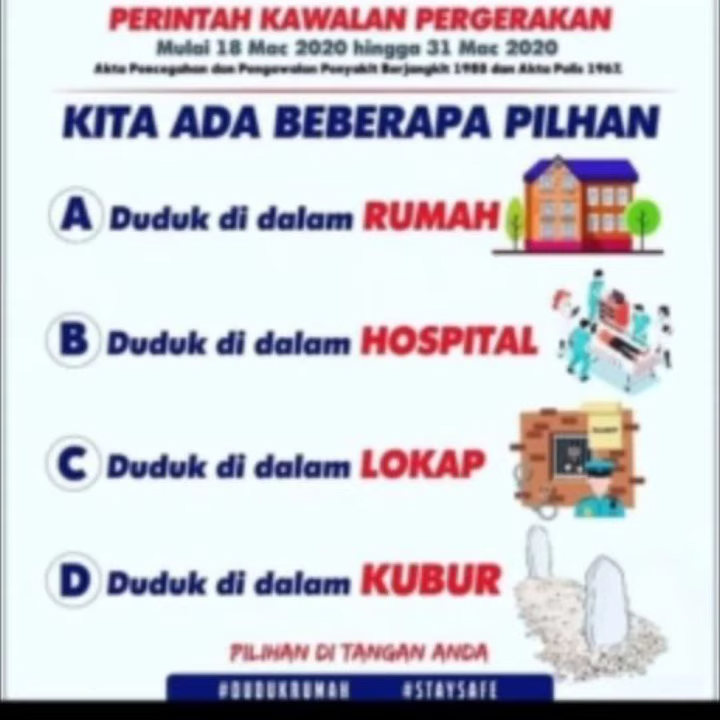 PERINTAH KAWALAN PERGERAKAN
Mulai 18 Mac 2020 hingga 31 Mac 2020
Akta Pencegahan dan Pengawalan Penyakit Berjangkit 1988 dan Akta Polis 1967
KITA ADA BEBERAPA PILHAN
A Duduk di dalam RUMAH
B Duduk di dalam HOSPITAL
C Duduk di dalam LOKAP
D Duduk di dalam KUBUR
PILIHAN DI TANGAN ANDA
#DUDUKRUMAH #STAYSAFE